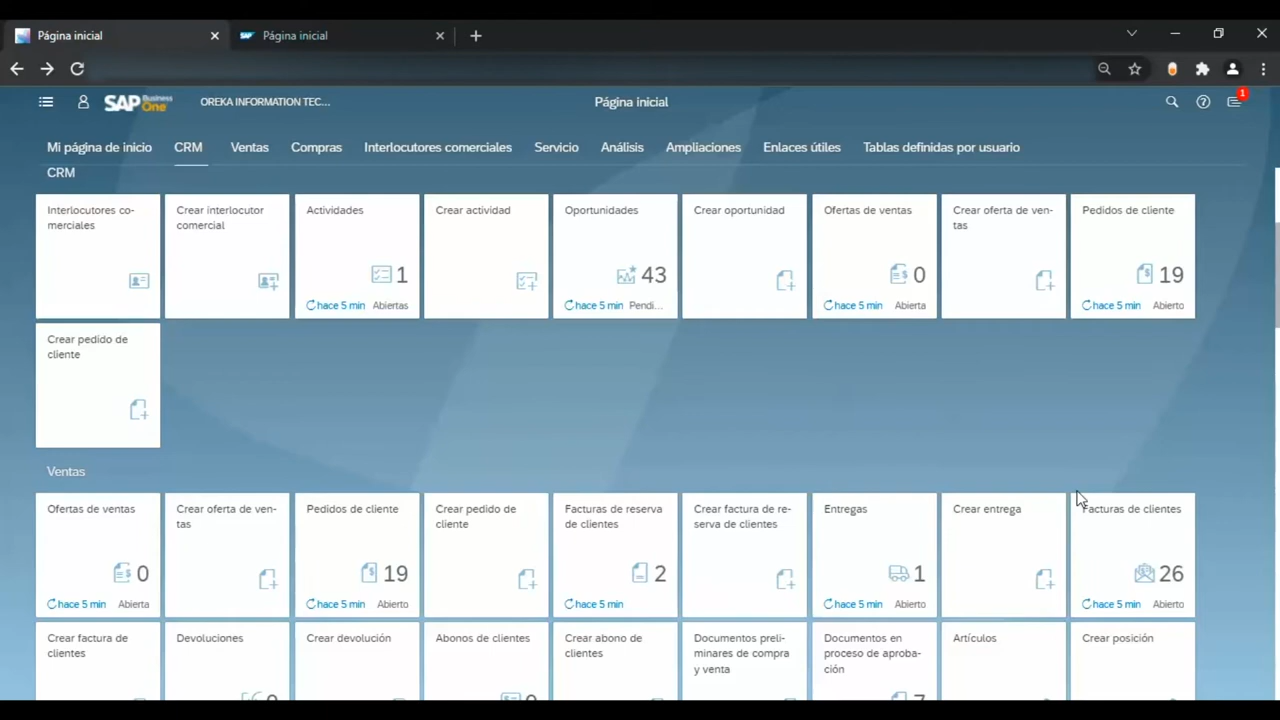 Página inicial
Página inicial
SAP Business One
OREKA INFORMATION TEC...
Página inicial
1
Mi página de inicio
CRM
Ventas
Compras
Interlocutores comerciales
Servicio
Análisis
Ampliaciones
Enlaces útiles
Tablas definidas por usuario
CRM
Interlocutores co-
merciales
Crear interlocutor
comercial
Actividades
1
hace 5 min
Abiertas
Crear actividad
Oportunidades
43
hace 5 min
Pendi...
Crear oportunidad
Ofertas de ventas
0
hace 5 min
Abierta
Crear oferta de ven-
tas
Pedidos de cliente
19
hace 5 min
Abierto
Crear pedido de
cliente
Ventas
Ofertas de ventas
0
hace 5 min
Abierta
Crear oferta de ven-
tas
Pedidos de cliente
19
hace 5 min
Abierto
Crear pedido de
cliente
Facturas de reserva
de clientes
2
hace 5 min
Crear factura de re-
serva de clientes
Entregas
1
hace 5 min
Abierto
Crear entrega
Facturas de clientes
26
hace 5 min
Abierto
Crear factura de
clientes
Devoluciones
Crear devolución
Abonos de clientes
Crear abono de
clientes
Documentos preli-
minares de compra
y venta
Documentos en
proceso de aproba-
ción
Artículos
Crear posición